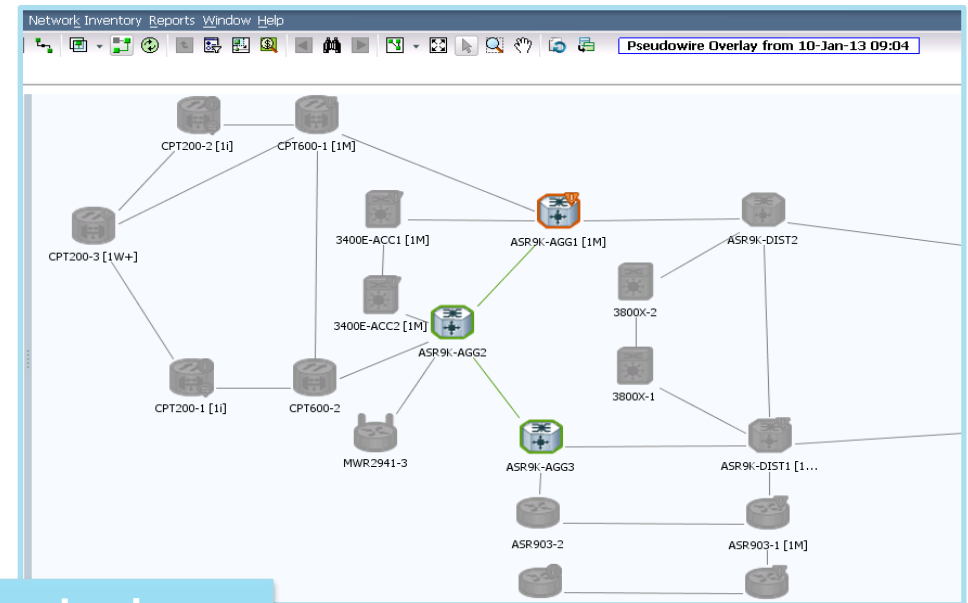 Network Inventory Reports Window Help
Pseudowire Overlay from 10-Jan-13 09:04
CPT200-2 [1i]
CPT600-1 [1M]
3400E-ACC1 [1M]
ASR9K-AGG1 [1M]
ASR9K-DIST2
CPT200-3 [1W+]
3800X-2
3400E-ACC2 [1M]
ASR9K-AGG2
3800X-1
CPT200-1 [1i]
CPT600-2
MWR2941-3
ASR9K-AGG3
ASR9K-DIST1 [1...
ASR903-2
ASR903-1 [1M]